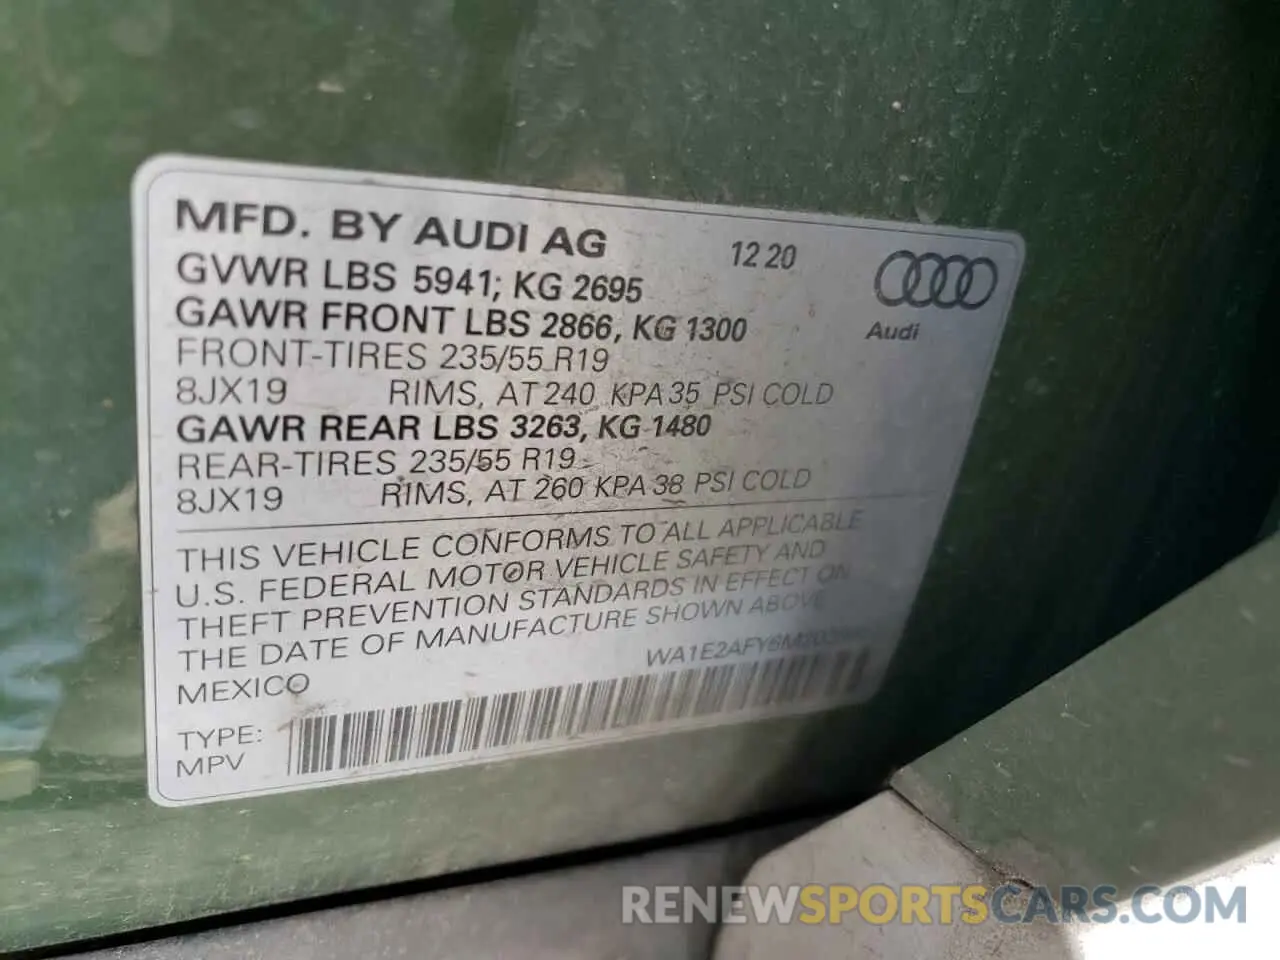 MFD. BY AUDI AG 12 20
GVWR LBS 5941; KG 2695
GAWR FRONT LBS 2866, KG 1300
Audi
FRONT-TIRES 235/55 R19
8JX19 RIMS, AT 240 KPA 35 PSI COLD
GAWR REAR LBS 3263, KG 1480
REAR-TIRES 235/55 R19
8JX19 RIMS, AT 260 KPA 38 PSI COLD
THIS VEHICLE CONFORMS TO ALL APPLICABLE
U.S. FEDERAL MOTOR VEHICLE SAFETY AND
THEFT PREVENTION STANDARDS IN EFFECT ON
THE DATE OF MANUFACTURE SHOWN ABOVE
MEXICO
TYPE:
MPV
RENEWSPORTSCARS.COM